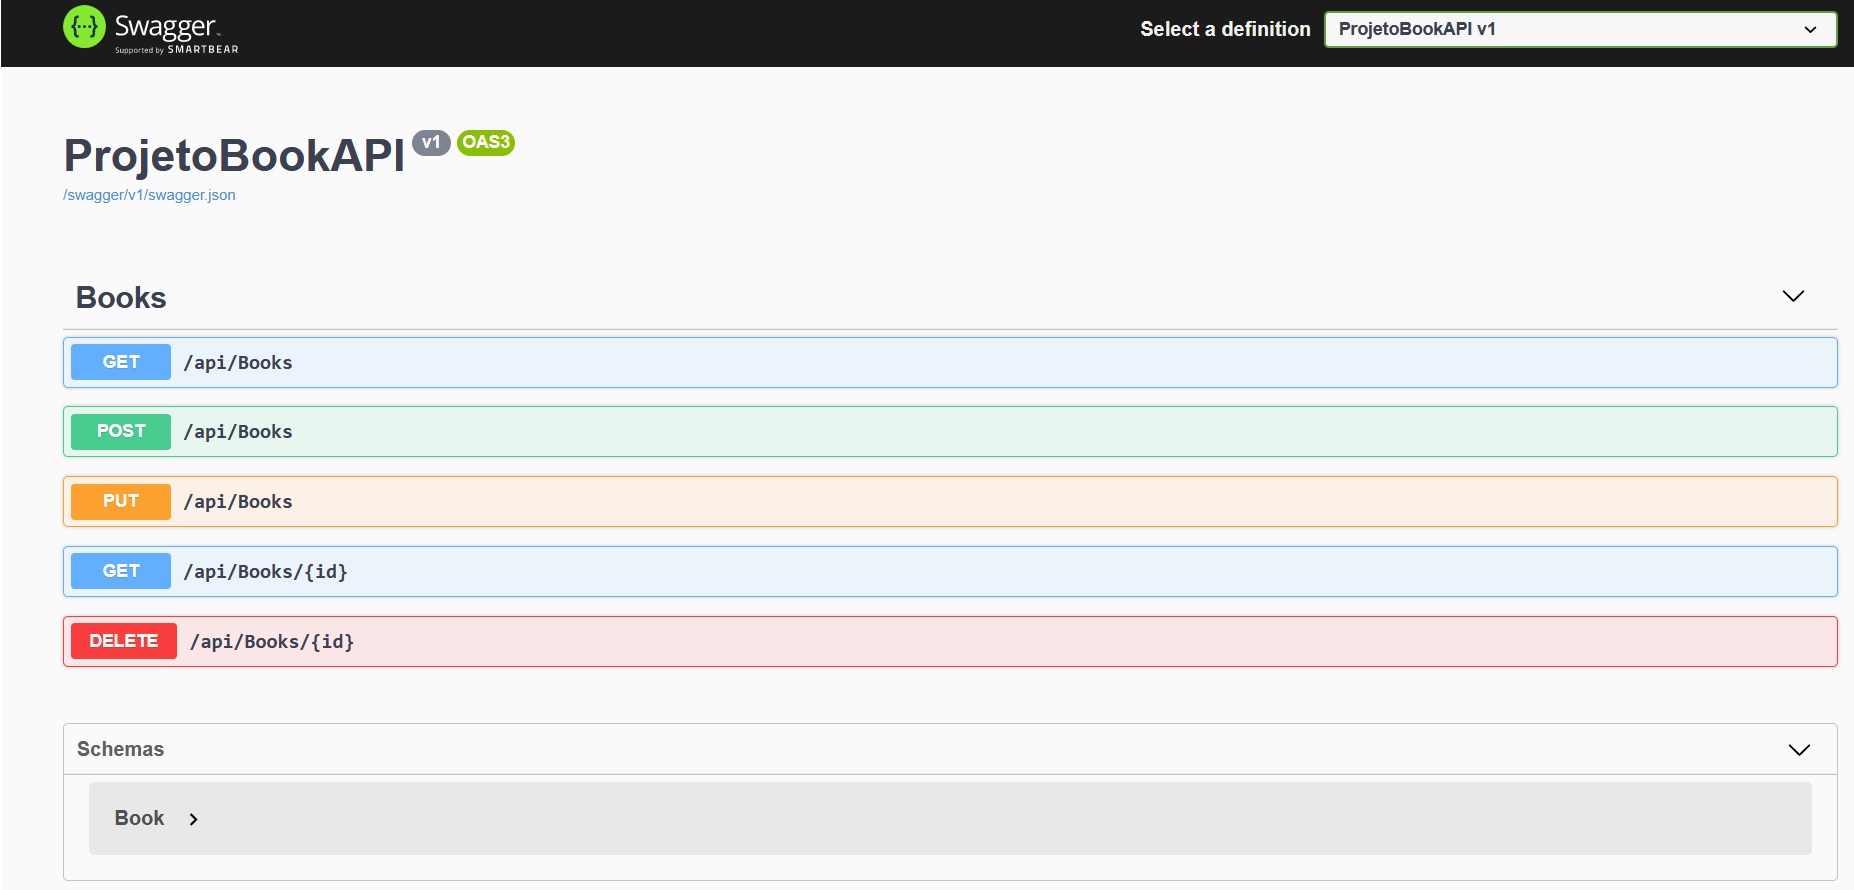 {···} Swagger™
Supported by SMARTBEAR
Select a definition
ProjetoBookAPI v1
ProjetoBookAPI v1 OAS3
/swagger/v1/swagger.json
Books
GET /api/Books
POST /api/Books
PUT /api/Books
GET /api/Books/{id}
DELETE /api/Books/{id}
Schemas
Book